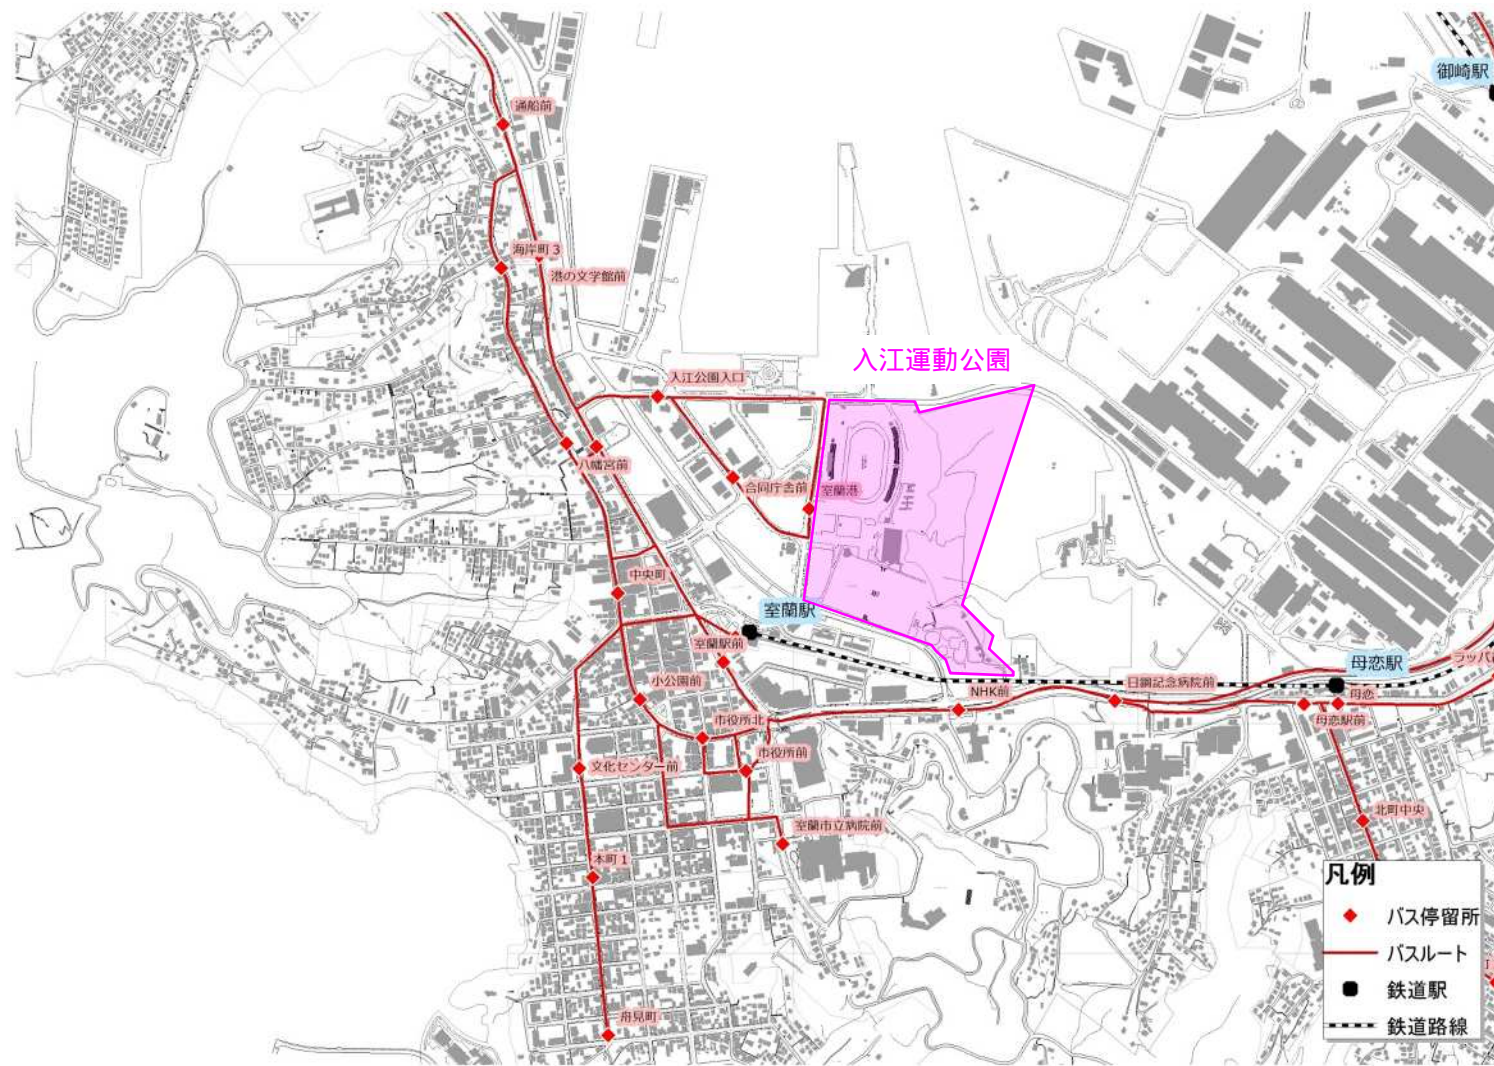 御崎駅
通船前
海岸町3
港の文学館前
入江運動公園
入江公園入口
八幡宮前
合同庁舎前
室蘭港
中央町
室蘭駅
室蘭駅前
母恋駅
ラッパ
小公園前
NHK前
日鋼記念病院前
母恋
母恋駅前
市役所北
市役所前
文化センター前
北町中央
室蘭市立病院前
本町1
凡例
バス停留所
バスルート
鉄道駅
鉄道路線
舟見町